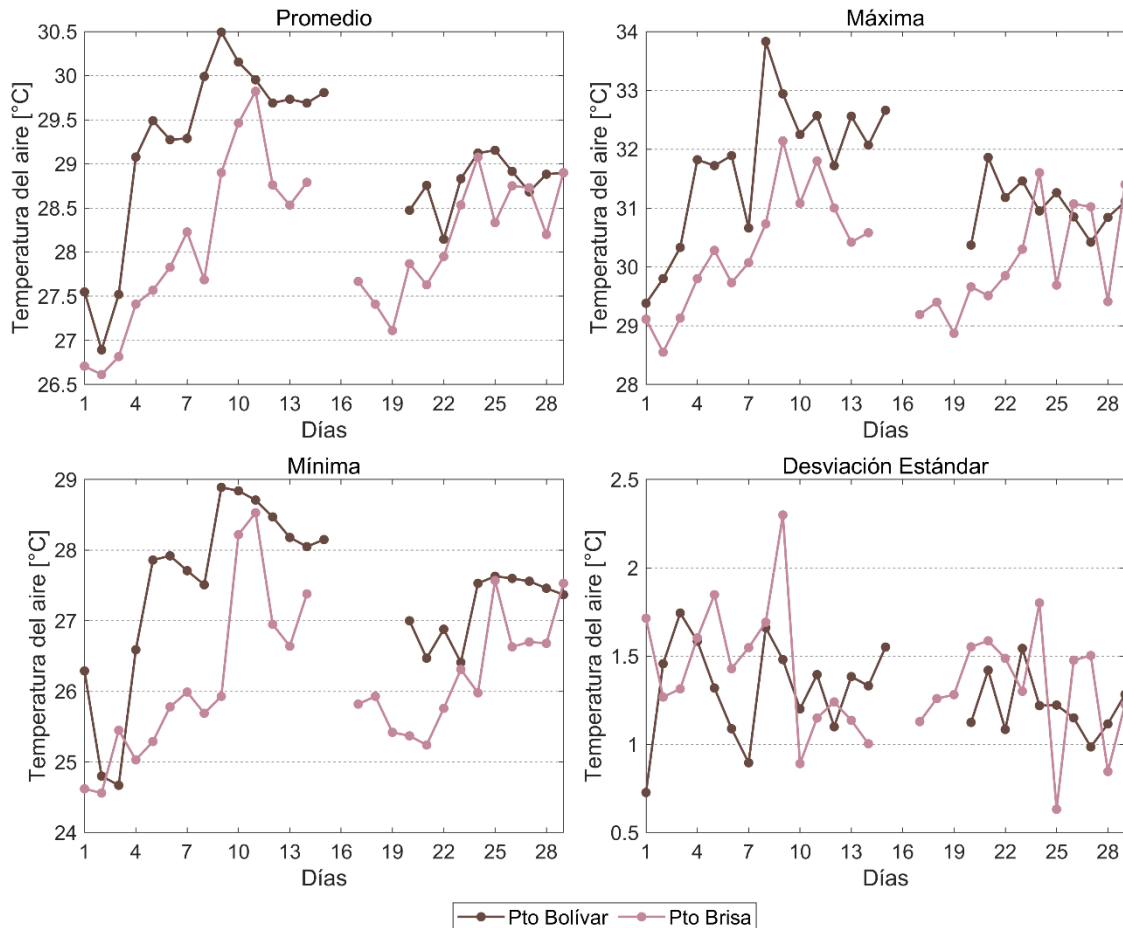 Promedio
Temperatura del aire [°C]
30.5
30
29.5
29
28.5
28
27.5
27
26.5
1 4 7 10 13 16 19 22 25 28
Días
Máxima
Temperatura del aire [°C]
34
33
32
31
30
29
28
1 4 7 10 13 16 19 22 25 28
Días
Mínima
Temperatura del aire [°C]
29
28
27
26
25
24
1 4 7 10 13 16 19 22 25 28
Días
Desviación Estándar
Temperatura del aire [°C]
2.5
2
1.5
1
0.5
1 4 7 10 13 16 19 22 25 28
Días
Pto Bolívar Pto Brisa